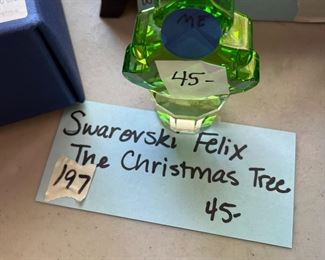 ME
45-
Swarovski Felix
The Christmas Tree
197
45-